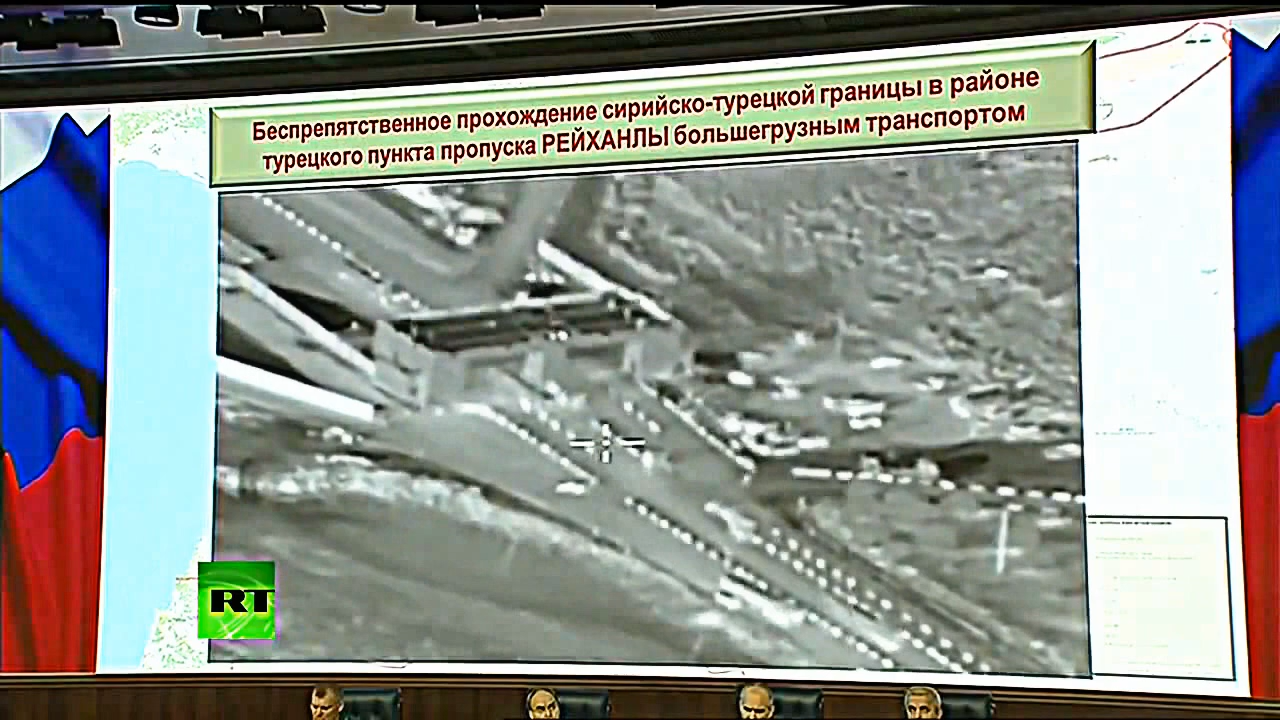 Беспрепятственное прохождение сирийско-турецкой границы в районе
турецкого пункта пропуска РЕЙХАНЛЫ большегрузным транспортом
RT